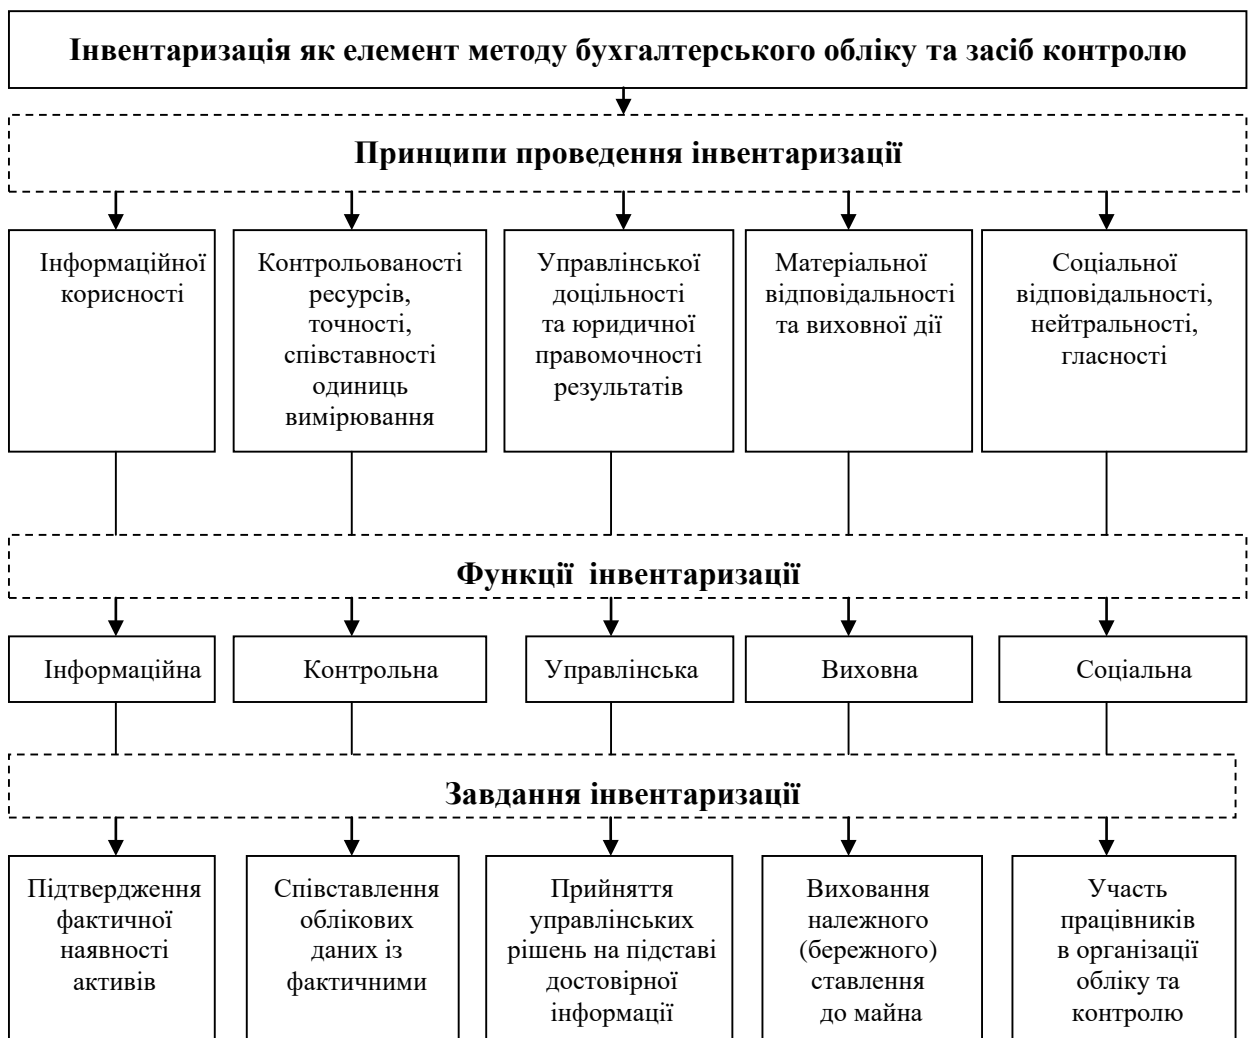 Інвентаризація як елемент методу бухгалтерського обліку та засіб контролю
Принципи проведення інвентаризації
Інформаційної
корисності
Контрольованості
ресурсів,
точності,
співставності
одиниць
вимірювання
Управлінської
доцільності
та юридичної
правомочності
результатів
Матеріальної
відповідальності
та виховної дії
Соціальної
відповідальності,
нейтральності,
гласності
Функції інвентаризації
Інформаційна
Контрольна
Управлінська
Виховна
Соціальна
Завдання інвентаризації
Підтвердження
фактичної
наявності
активів
Співставлення
облікових
даних із
фактичними
Прийняття
управлінських
рішень на підставі
достовірної
інформації
Виховання
належного
(бережного)
ставлення
до майна
Участь
працівників
в організації
обліку та
контролю